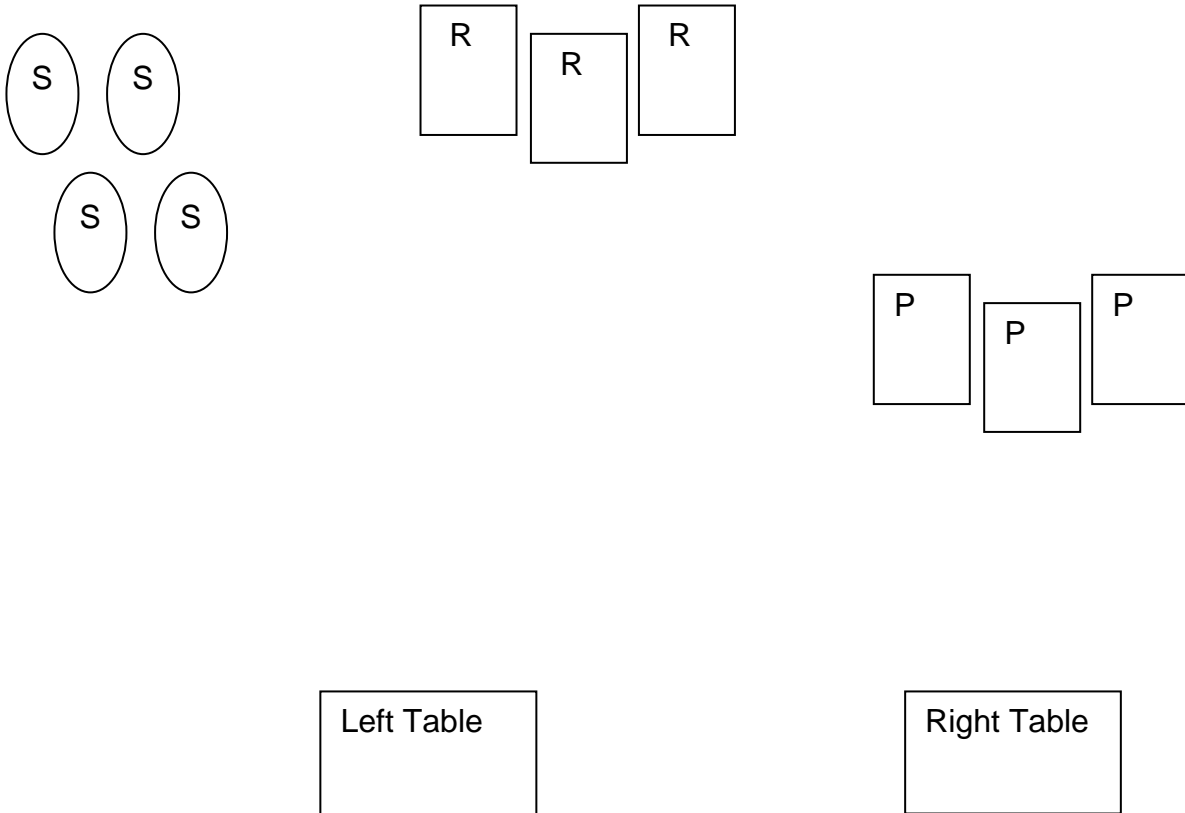 S S
S S
R R R
P P P
Left Table Right Table